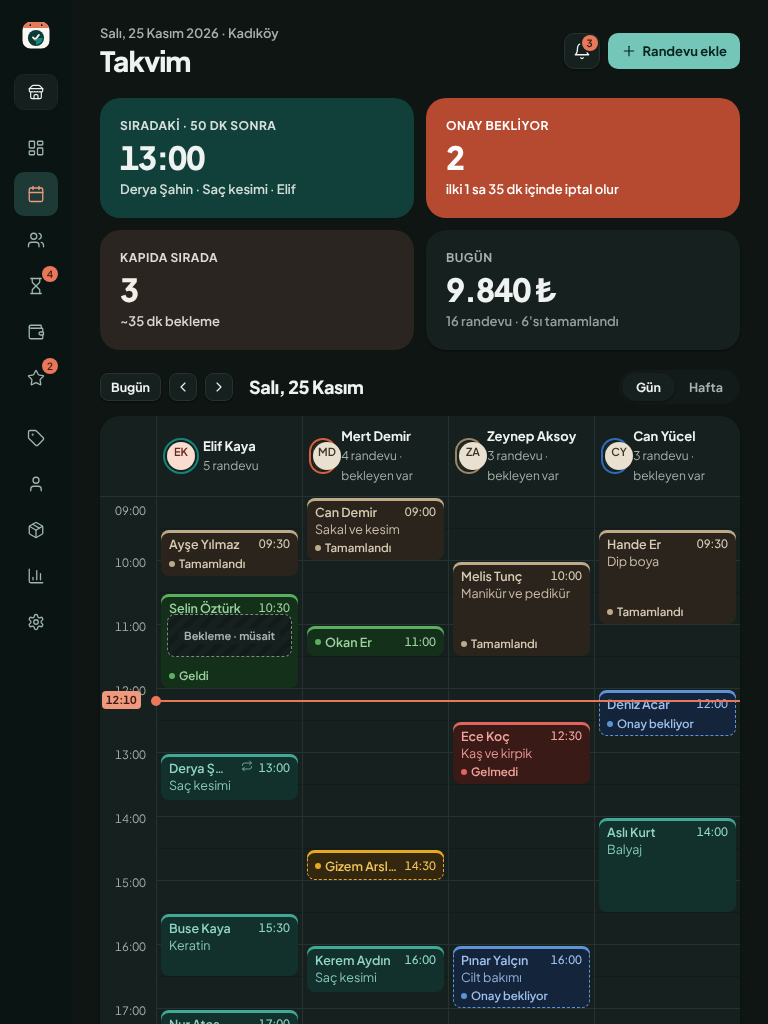 Salı, 25 Kasım 2026 · Kadıköy
Takvim
3
+ Randevu ekle
SIRADAKİ · 50 DK SONRA
13:00
Derya Şahin · Saç kesimi · Elif
ONAY BEKLİYOR
2
ilki 1 sa 35 dk içinde iptal olur
KAPIDA SIRADA
3
~35 dk bekleme
BUGÜN
9.840 ₺
16 randevu · 6'sı tamamlandı
4
2
Bugün
Salı, 25 Kasım
Gün
Hafta
EK
Elif Kaya
5 randevu
MD
Mert Demir
4 randevu ·
bekleyen var
ZA
Zeynep Aksoy
3 randevu ·
bekleyen var
CY
Can Yücel
3 randevu ·
bekleyen var
09:00
10:00
11:00
12:00
12:10
13:00
14:00
15:00
16:00
17:00
Ayşe Yılmaz 09:30
Tamamlandı
Selin Öztürk 10:30
Bekleme · müsait
Geldi
Derya Ş... 13:00
Saç kesimi
Buse Kaya 15:30
Keratin
Nur Ateş 17:00
Can Demir 09:00
Sakal ve kesim
Tamamlandı
Okan Er 11:00
Gizem Arsl... 14:30
Kerem Aydın 16:00
Saç kesimi
Melis Tunç 10:00
Manikür ve pedikür
Tamamlandı
Ece Koç 12:30
Kaş ve kirpik
Gelmedi
Pınar Yalçın 16:00
Cilt bakımı
Onay bekliyor
Hande Er 09:30
Dip boya
Tamamlandı
Deniz Acar 12:00
Onay bekliyor
Aslı Kurt 14:00
Balyaj